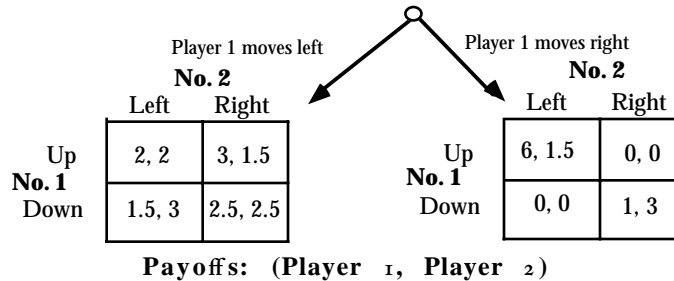 Player 1 moves left
Player 1 moves right
No. 2
No. 2
Left Right
Left Right
Up 2, 2 3, 1.5
No. 1
Down 1.5, 3 2.5, 2.5
Up 6, 1.5 0, 0
No. 1
Down 0, 0 1, 3
Payoffs: (Player 1, Player 2)